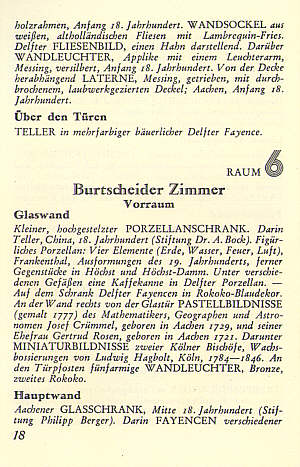 holzrahmen, Anfang 18. Jahrhundert. WANDSOCKEL aus
weißen, altholländischen Fliesen mit Lambrequin-Fries.
Delfter FLIESENBILD, einen Hahn darstellend. Darüber
WANDLEUCHTER, Applike mit einem Leuchterarm,
Messing, versilbert, Anfang 18. Jahrhundert. Von der Decke
herabhängend LATERNE, Messing, getrieben, mit durch-
brochenem, laubwerkgezierten Deckel; Aachen, Anfang 18.
Jahrhundert.
Über den Türen
TELLER in mehrfarbiger bäuerlicher Delfter Fayence.
RAUM 6
Burtscheider Zimmer
Vorraum
Glaswand
Kleiner, hochgestelzter PORZELLANSCHRANK. Darin
Teller, China, 18. Jahrhundert (Stiftung Dr. A. Bock). Figür-
liches Porzellan: Vier Elemente (Erde, Wasser, Feuer, Luft),
Frankenthal, Ausformungen des 19. Jahrhunderts, ferner
Gegenstücke in Höchst und Höchst-Damm. Unter verschie-
denen Gefäßen eine Kaffekanne in Delfter Porzellan. —
Auf dem Schrank Delfter Fayencen in Rokoko-Blaudekor.
An der Wand rechts von der Glastür PASTELLBILDNISSE
(gemalt 1777) des Mathematikers, Geographen und Astro-
nomen Josef Crümmel, geboren in Aachen 1729, und seiner
Ehefrau Gertrud Rosen, geboren in Aachen 1721. Darunter
MINIATURBILDNISSE zweier Kölner Bischöfe, Wachs-
bossierungen von Ludwig Hagbolt, Köln, 1784—1846. An
den Türpfosten fünfarmige WANDLEUCHTER, Bronze,
zweites Rokoko.
Hauptwand
Aachener GLASSCHRANK, Mitte 18. Jahrhundert (Stif-
tung Philipp Berger). Darin FAYENCEN verschiedener
18